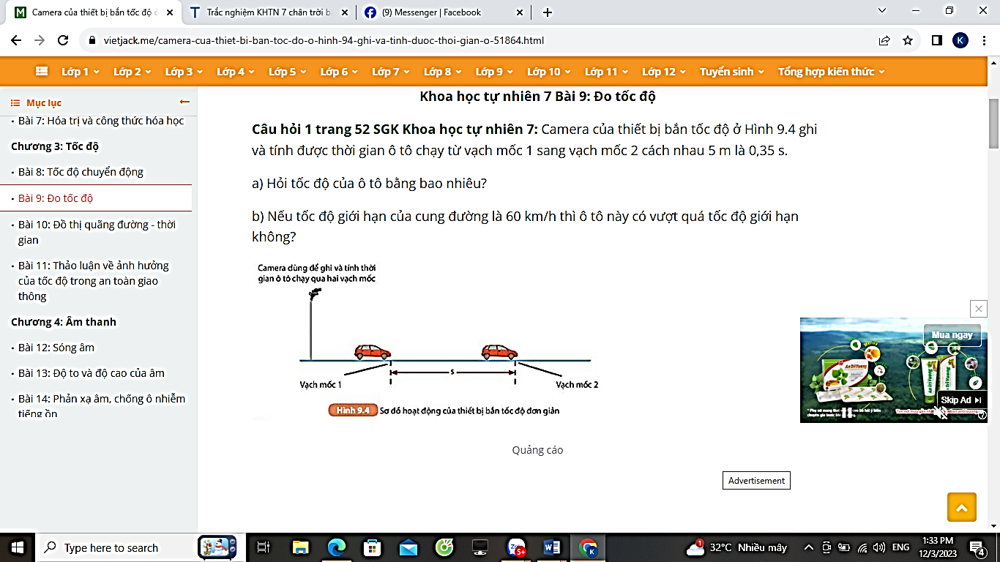 Camera của thiết bị bắn tốc độ ở
Trắc nghiệm KHTN 7 chân trời
(9) Messenger | Facebook
vietjack.me/camera-cua-thiet-bi-ban-toc-do-o-hinh-94-ghi-va-tinh-duoc-thoi-gian-o-51864.html
K
Lớp 1 Lớp 2 Lớp 3 Lớp 4 Lớp 5 Lớp 6 Lớp 7 Lớp 8 Lớp 9 Lớp 10 Lớp 11 Lớp 12 Tuyển sinh Tổng hợp kiến thức
Mục lục
• Bài 7: Hóa trị và công thức hóa học
Chương 3: Tốc độ
• Bài 8: Tốc độ chuyển động
• Bài 9: Đo tốc độ
• Bài 10: Đồ thị quãng đường - thời
gian
• Bài 11: Thảo luận về ảnh hưởng
của tốc độ trong an toàn giao
thông
Chương 4: Âm thanh
• Bài 12: Sóng âm
• Bài 13: Độ to và độ cao của âm
• Bài 14: Phản xạ âm, chống ô nhiễm
tiếng ồn
Khoa học tự nhiên 7 Bài 9: Đo tốc độ
Câu hỏi 1 trang 52 SGK Khoa học tự nhiên 7: Camera của thiết bị bắn tốc độ ở Hình 9.4 ghi
và tính được thời gian ô tô chạy từ vạch mốc 1 sang vạch mốc 2 cách nhau 5 m là 0,35 s.
a) Hỏi tốc độ của ô tô bằng bao nhiêu?
b) Nếu tốc độ giới hạn của cung đường là 60 km/h thì ô tô này có vượt quá tốc độ giới hạn
không?
Camera dùng để ghi và tính thời
gian ô tô chạy qua hai vạch mốc
s
Vạch mốc 1
Vạch mốc 2
Hình 9.4 Sơ đồ hoạt động của thiết bị bắn tốc độ đơn giản
Mua ngay
An Trĩ Vương
Skip Ad
Quảng cáo
Advertisement
Type here to search
5+
K
1
32°C Nhiều mây
ENG
1:33 PM
12/3/2023
4